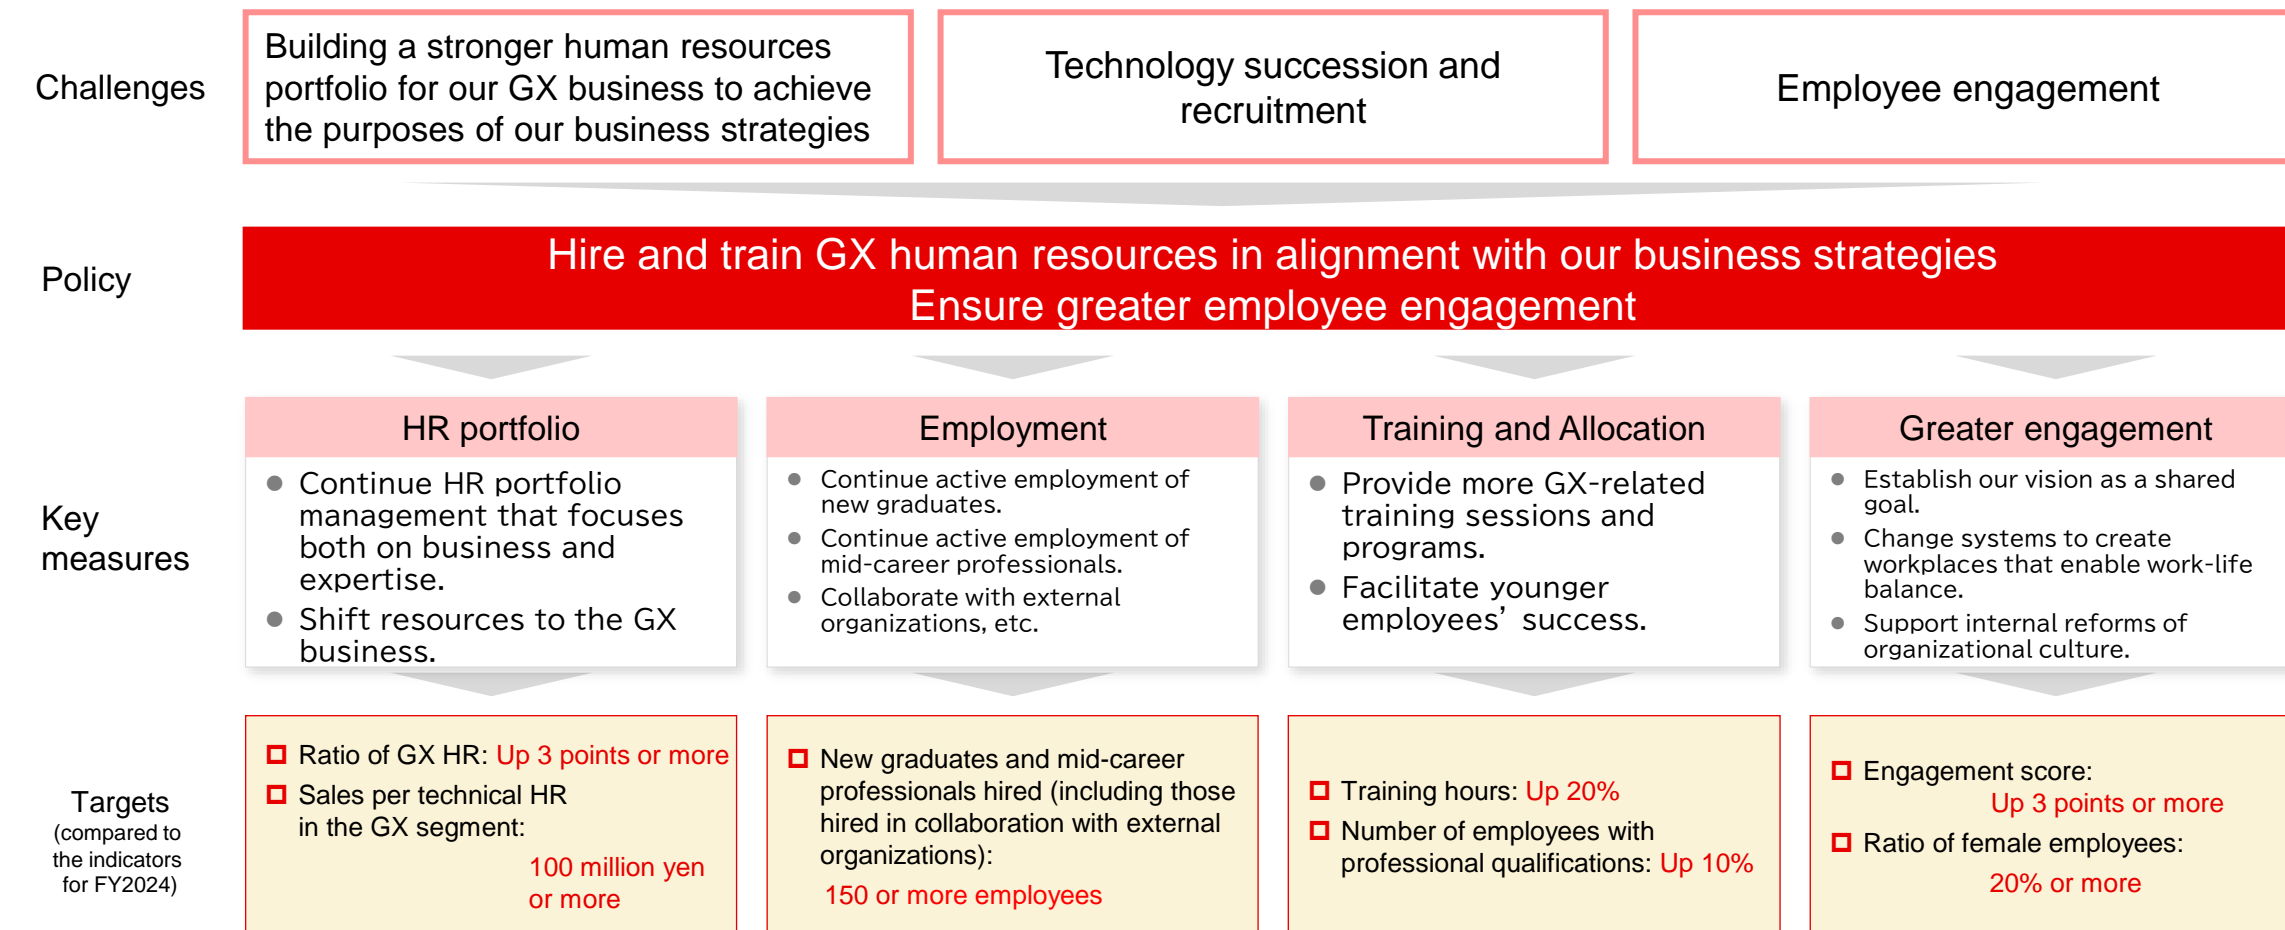 Challenges
Building a stronger human resources
portfolio for our GX business to achieve
the purposes of our business strategies
Technology succession and
recruitment
Employee engagement
Policy
Hire and train GX human resources in alignment with our business strategies
Ensure greater employee engagement
Key
measures
HR portfolio
● Continue HR portfolio
management that focuses
both on business and
expertise.
● Shift resources to the GX
business.
Employment
● Continue active employment of
new graduates.
● Continue active employment of
mid-career professionals.
● Collaborate with external
organizations, etc.
Training and Allocation
● Provide more GX-related
training sessions and
programs.
● Facilitate younger
employees’ success.
Greater engagement
● Establish our vision as a shared
goal.
● Change systems to create
workplaces that enable work-life
balance.
● Support internal reforms of
organizational culture.
Targets
(compared to
the indicators
for FY2024)
Ratio of GX HR: Up 3 points or more
Sales per technical HR
in the GX segment:
100 million yen
or more
New graduates and mid-career
professionals hired (including those
hired in collaboration with external
organizations):
150 or more employees
Training hours: Up 20%
Number of employees with
professional qualifications: Up 10%
Engagement score:
Up 3 points or more
Ratio of female employees:
20% or more